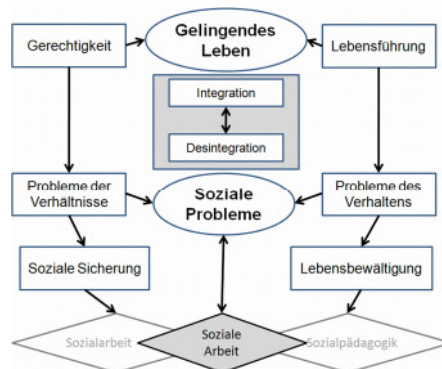 Gerechtigkeit
Gelingendes
Leben
Lebensführung
Integration
Desintegration
Probleme der
Verhältnisse
Soziale
Probleme
Probleme des
Verhaltens
Soziale Sicherung
Lebensbewältigung
Sozialarbeit
Soziale
Arbeit
Sozialpädagogik